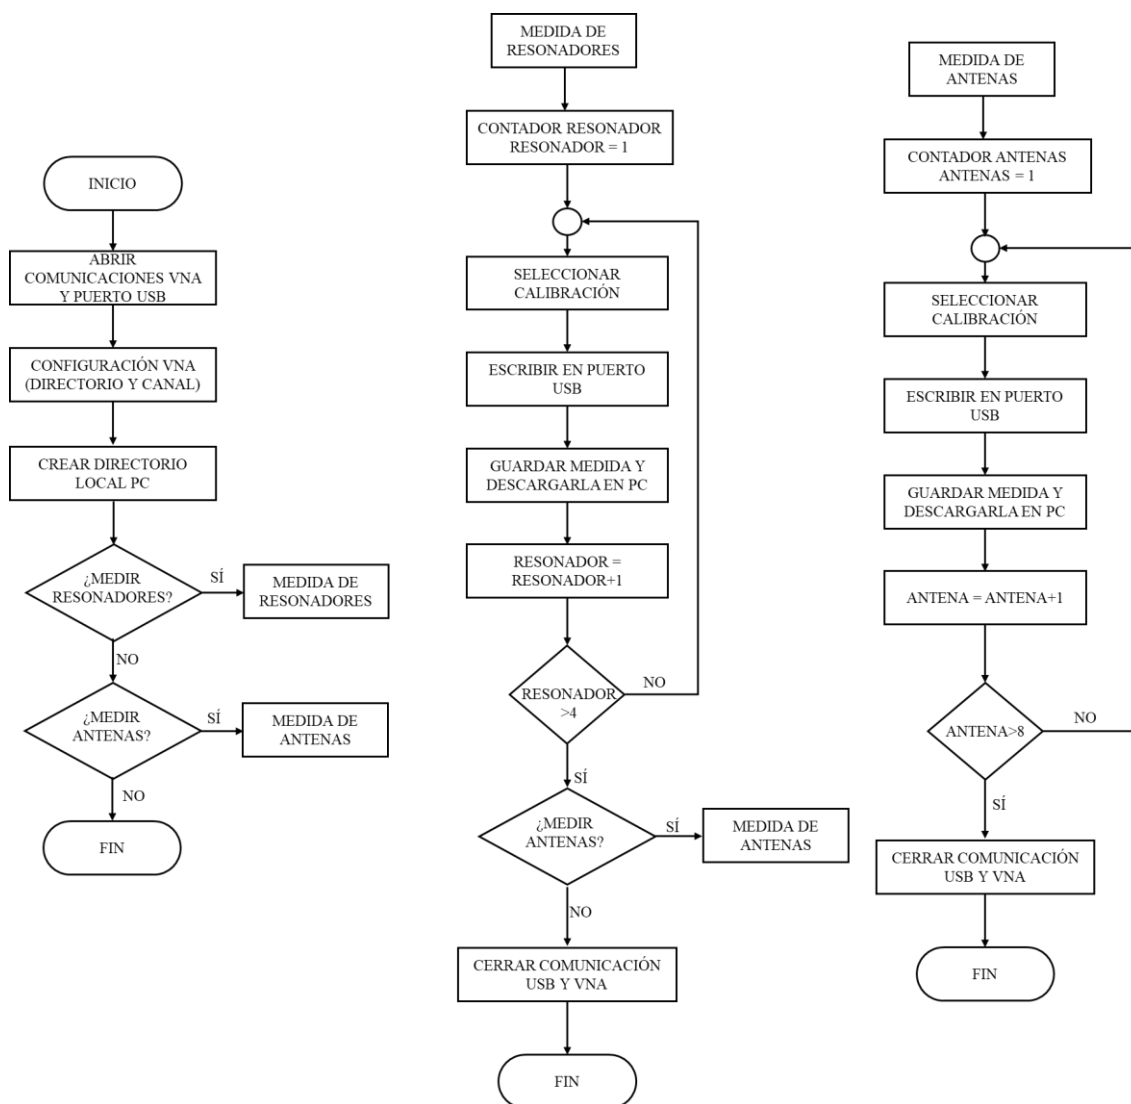 INICIO
ABRIR
COMUNICACIONES VNA
Y PUERTO USB
CONFIGURACIÓN VNA
(DIRECTORIO Y CANAL)
CREAR DIRECTORIO
LOCAL PC
¿MEDIR
RESONADORES?
SÍ
MEDIDA DE
RESONADORES
NO
¿MEDIR
ANTENAS?
SÍ
MEDIDA DE
ANTENAS
NO
FIN
MEDIDA DE
RESONADORES
CONTADOR RESONADOR
RESONADOR = 1
SELECCIONAR
CALIBRACIÓN
ESCRIBIR EN PUERTO
USB
GUARDAR MEDIDA Y
DESCARGARLA EN PC
RESONADOR =
RESONADOR+1
RESONADOR
>4
NO
SÍ
¿MEDIR
ANTENAS?
SÍ
MEDIDA DE
ANTENAS
NO
CERRAR COMUNICACIÓN
USB Y VNA
FIN
MEDIDA DE
ANTENAS
CONTADOR ANTENAS
ANTENAS = 1
SELECCIONAR
CALIBRACIÓN
ESCRIBIR EN PUERTO
USB
GUARDAR MEDIDA Y
DESCARGARLA EN PC
ANTENA = ANTENA+1
ANTENA>8
NO
SÍ
CERRAR COMUNICACIÓN
USB Y VNA
FIN